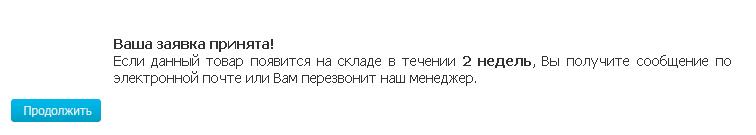 Ваша заявка принята!
Если данный товар появится на складе в течении 2 недель, Вы получите сообщение по
электронной почте или Вам перезвонит наш менеджер.
Продолжить